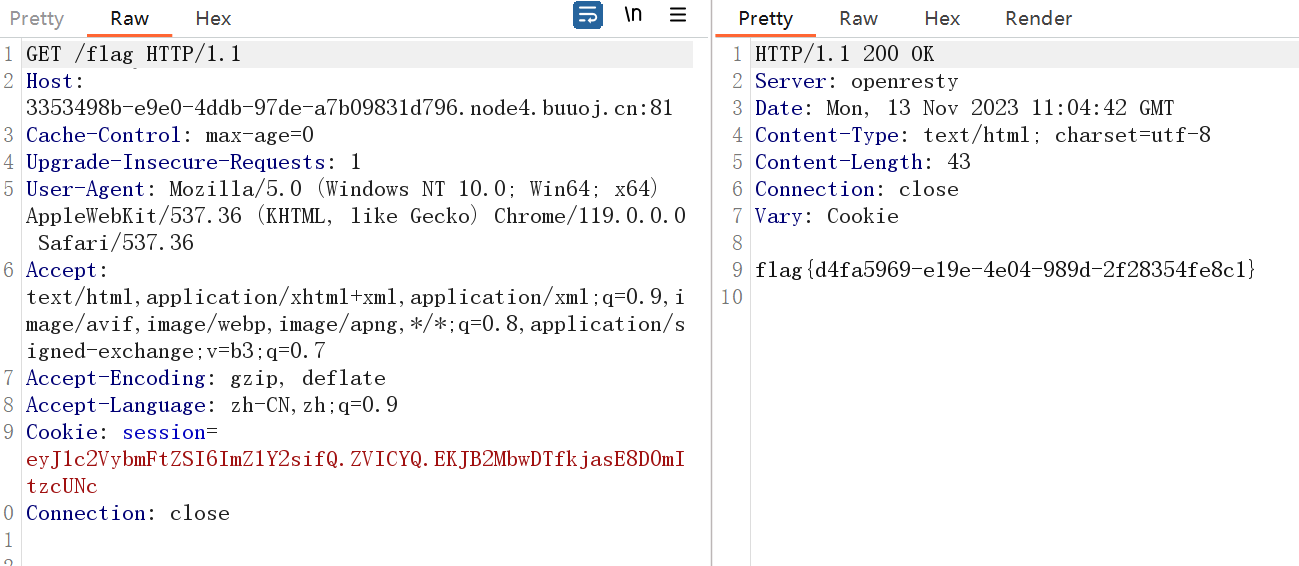 Pretty Raw Hex \n ≡
1 GET /flag HTTP/1.1
2 Host:
3353498b-e9e0-4ddb-97de-a7b09831d796.node4.buuoj.cn:81
3 Cache-Control: max-age=0
4 Upgrade-Insecure-Requests: 1
5 User-Agent: Mozilla/5.0 (Windows NT 10.0; Win64; x64)
AppleWebKit/537.36 (KHTML, like Gecko) Chrome/119.0.0.0
Safari/537.36
6 Accept:
text/html,application/xhtml+xml,application/xml;q=0.9,i
mage/avif,image/webp,image/apng,*/*;q=0.8,application/s
igned-exchange;v=b3;q=0.7
7 Accept-Encoding: gzip, deflate
8 Accept-Language: zh-CN,zh;q=0.9
9 Cookie: session=
eyJ1c2VybmFtZSI6ImZ1Y2sifQ.ZVICYQ.EKJB2MbwDTfkjasE8DOmI
tzcUNc
0 Connection: close
1
Pretty Raw Hex Render
1 HTTP/1.1 200 OK
2 Server: openresty
3 Date: Mon, 13 Nov 2023 11:04:42 GMT
4 Content-Type: text/html; charset=utf-8
5 Content-Length: 43
6 Connection: close
7 Vary: Cookie
8
9 flag{d4fa5969-e19e-4e04-989d-2f28354fe8c1}
10